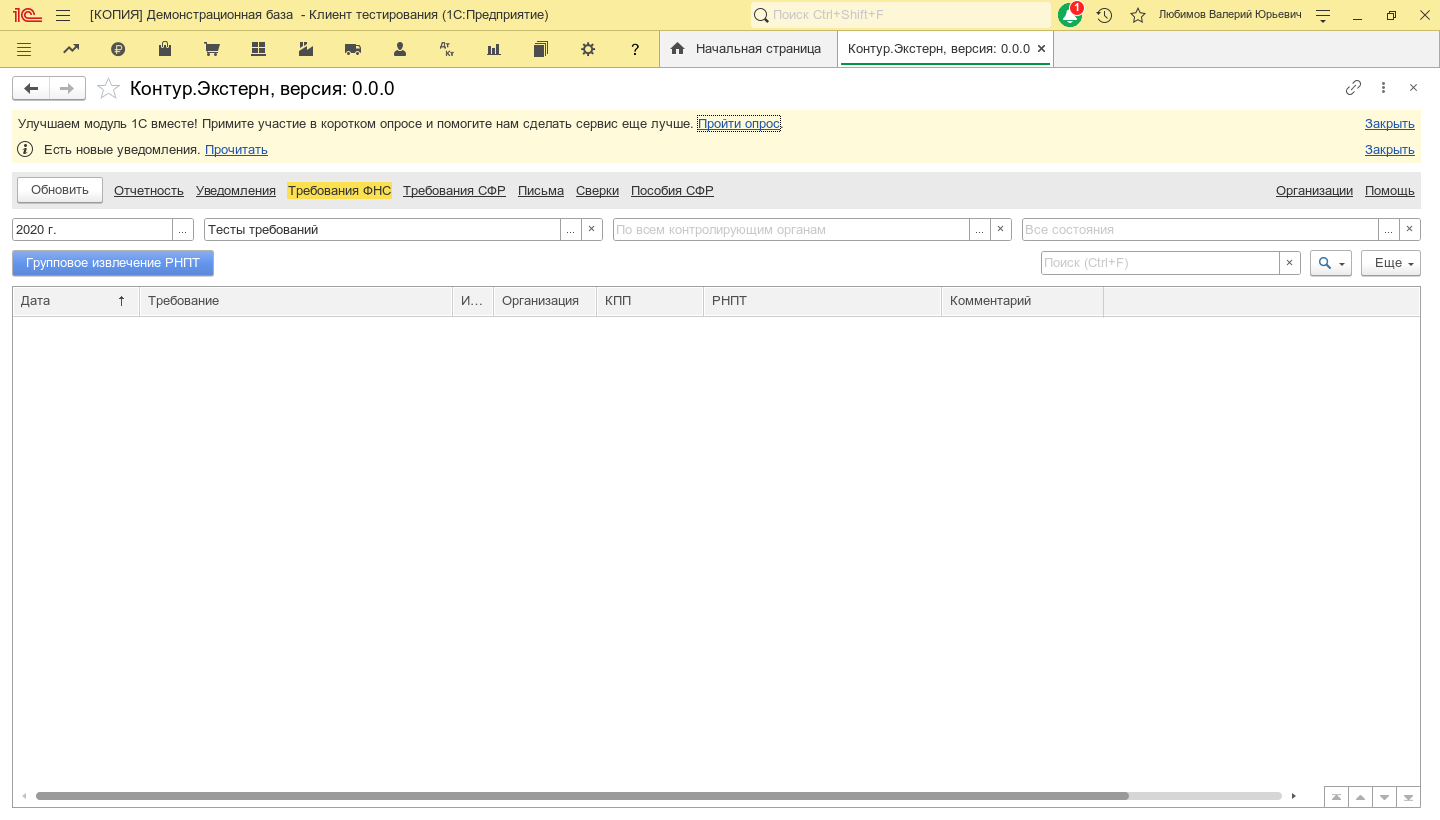 [КОПИЯ] Демонстрационная база - Клиент тестирования (1С:Предприятие)
Поиск Ctrl+Shift+F
1
Любимов Валерий Юрьевич
Начальная страница
Контур.Экстерн, версия: 0.0.0
Контур.Экстерн, версия: 0.0.0
Улучшаем модуль 1С вместе! Примите участие в коротком опросе и помогите нам сделать сервис еще лучше. Пройти опрос.
Закрыть
Есть новые уведомления. Прочитать
Закрыть
Обновить Отчетность Уведомления Требования ФНС Требования СФР Письма Сверки Пособия СФР Организации Помощь
2020 г. ... Тесты требований ... × По всем контролирующим органам ... × Все состояния ... ×
Групповое извлечение РНПТ Поиск (Ctrl+F) × Еще
Дата ↑ Требование И... Организация КПП РНПТ Комментарий